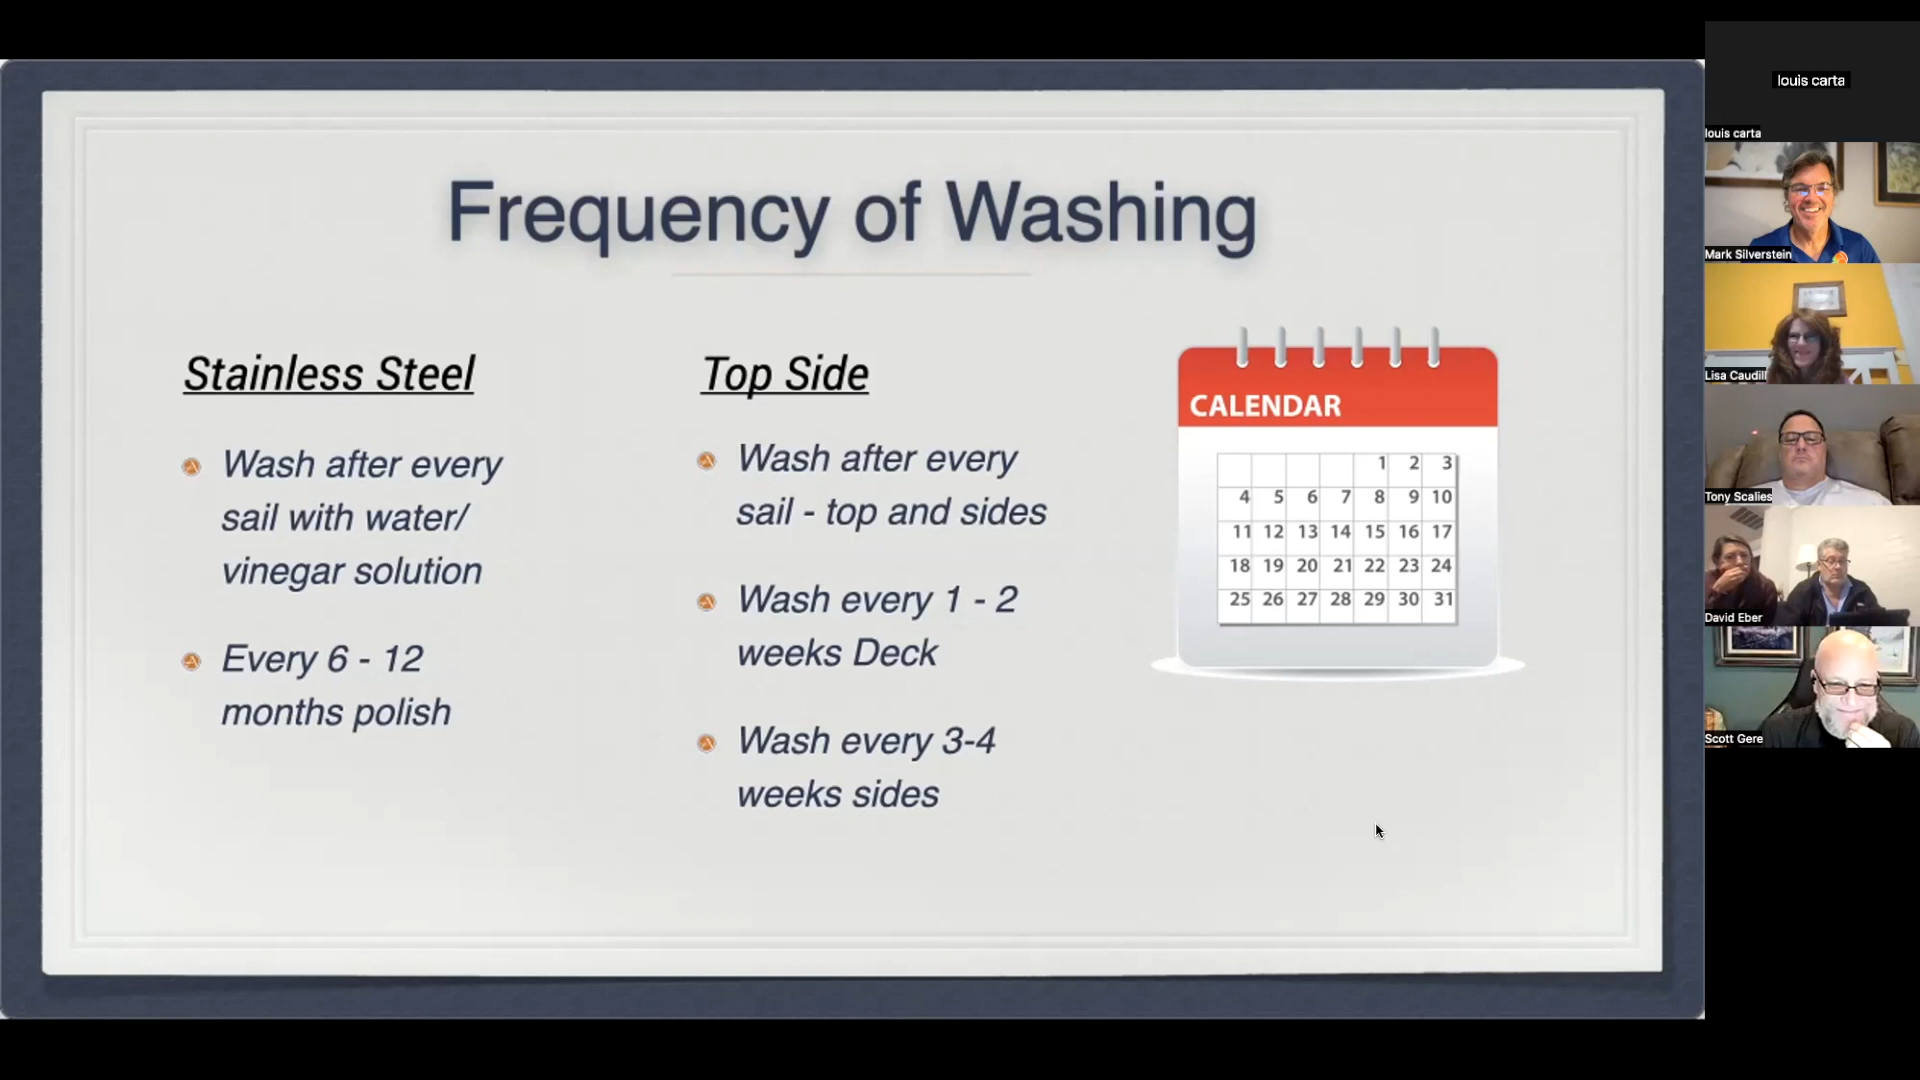 Frequency of Washing
Stainless Steel
Wash after every
sail with water/
vinegar solution
Every 6 - 12
months polish
Top Side
Wash after every
sail - top and sides
Wash every 1 - 2
weeks Deck
Wash every 3-4
weeks sides
CALENDAR
1 2 3
4 5 6 7 8 9 10
11 12 13 14 15 16 17
18 19 20 21 22 23 24
25 26 27 28 29 30 31
louis carta
louis carta
Mark Silverstein
Lisa Caudill
Tony Scalies
David Eber
Scott Gere